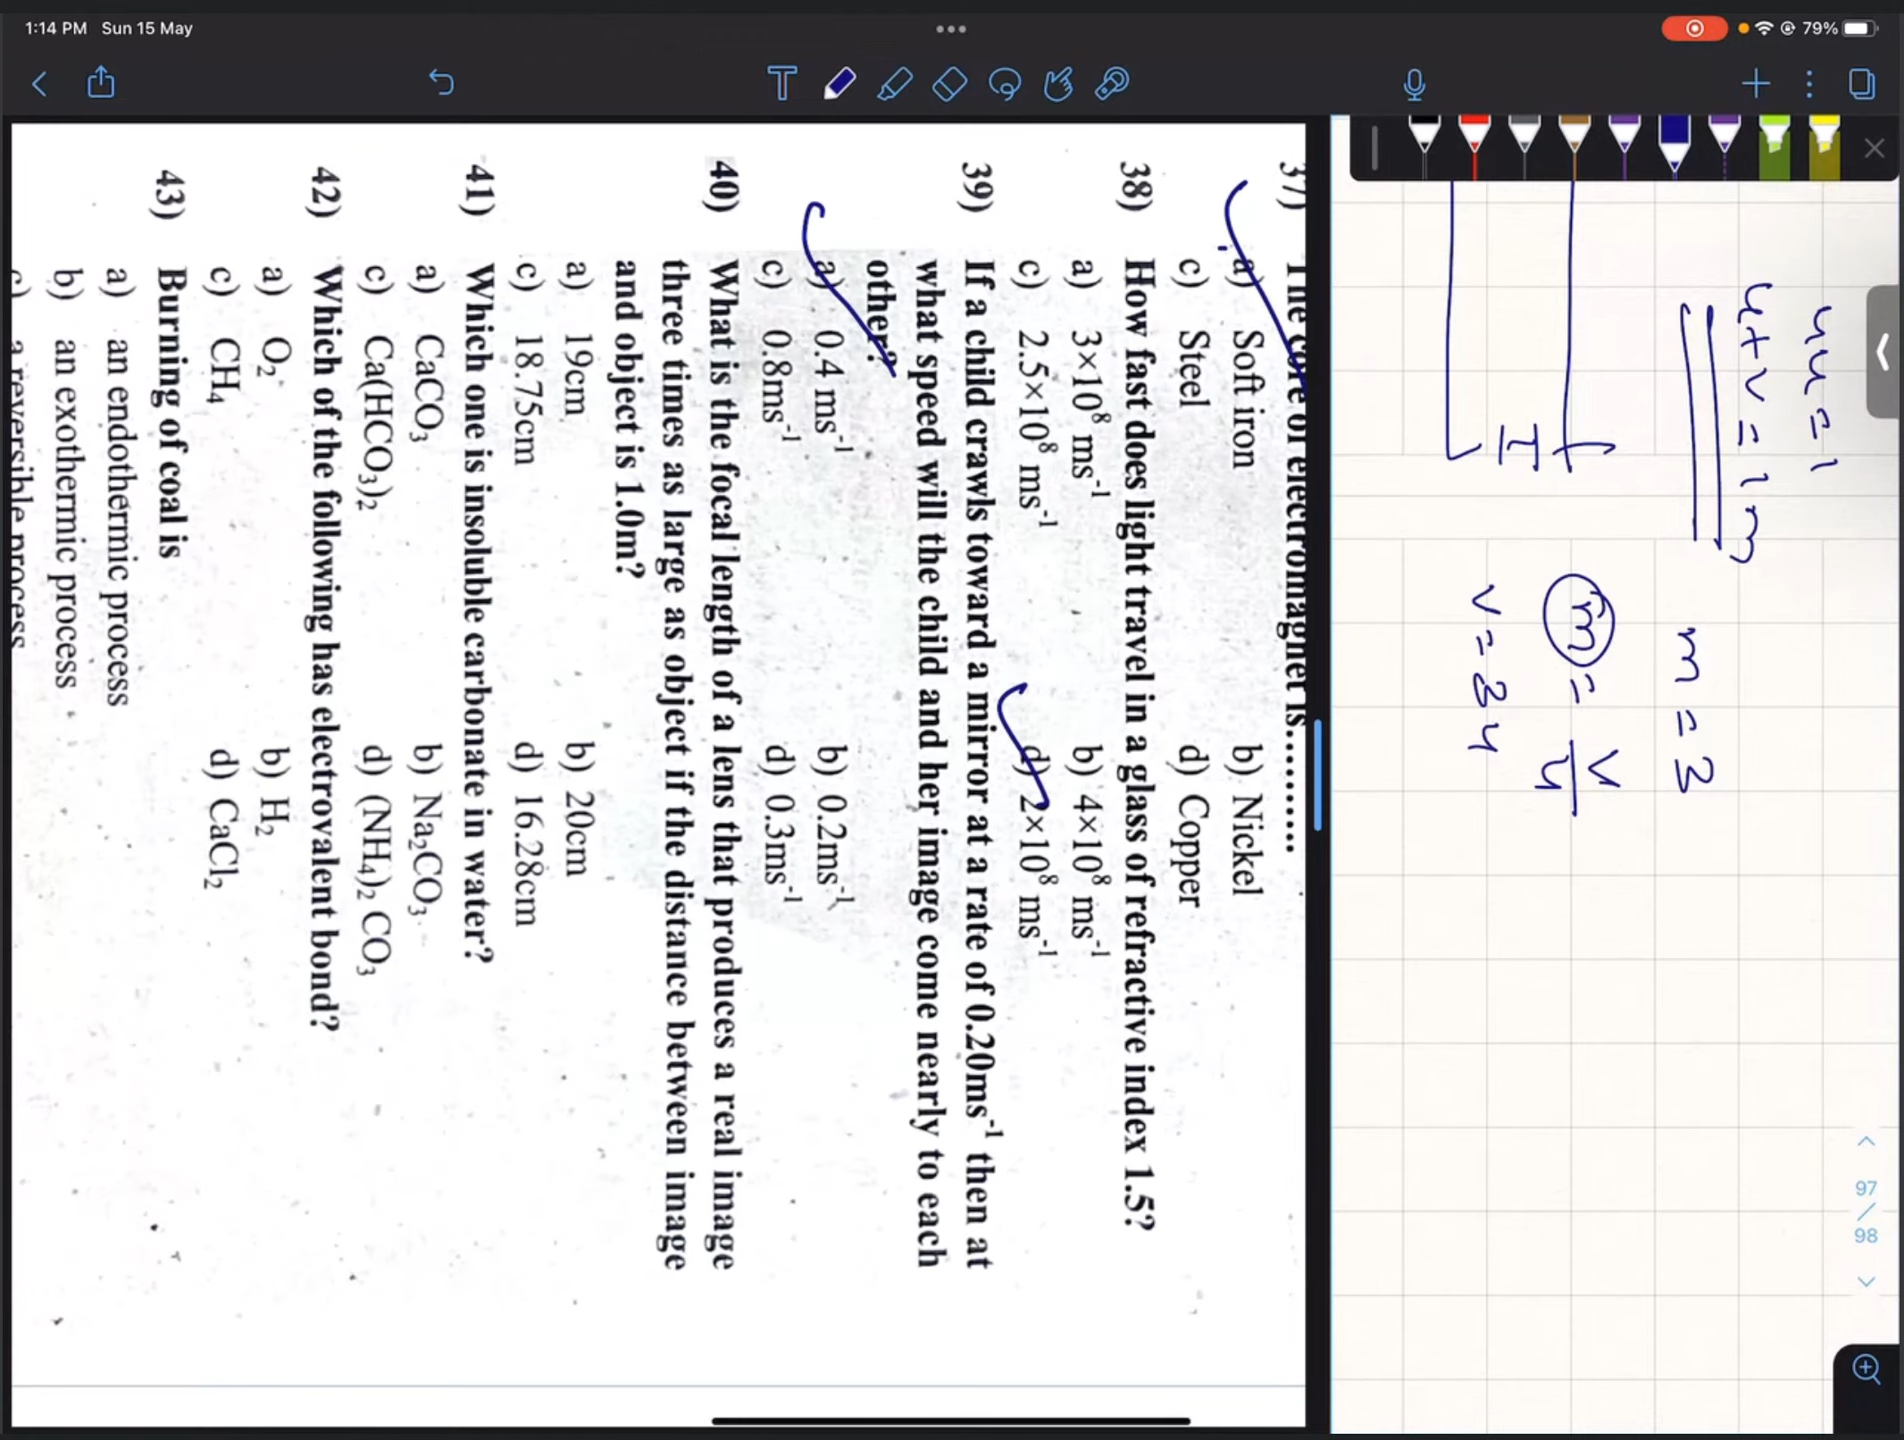 1:14 PM Sun 15 May
79%
37) The core of electromagnet is.........
a) Soft iron b) Nickel
c) Steel d) Copper
38) How fast does light travel in a glass of refractive index 1.5?
a) 3×10⁸ ms⁻¹ b) 4×10⁸ ms⁻¹
c) 2.5×10⁸ ms⁻¹ d) 2×10⁸ ms⁻¹
39) If a child crawls toward a mirror at a rate of 0.20ms⁻¹ then at
what speed will the child and her image come nearly to each
other?
a) 0.4 ms⁻¹ b) 0.2ms⁻¹
c) 0.8ms⁻¹ d) 0.3ms⁻¹
40) What is the focal length of a lens that produces a real image
three times as large as object if the distance between image
and object is 1.0m?
a) 19cm b) 20cm
c) 18.75cm d) 16.28cm
41) Which one is insoluble carbonate in water?
a) CaCO₃ b) Na₂CO₃
c) Ca(HCO₃)₂ d) (NH₄)₂ CO₃
42) Which of the following has electrovalent bond?
a) O₂ b) H₂
c) CH₄ d) CaCl₂
43) Burning of coal is
a) an endothermic process
b) an exothermic process
c) a reversible process
4u=1
u+v=1m
m=3
I
m=v/u
v=3u
97
/
98